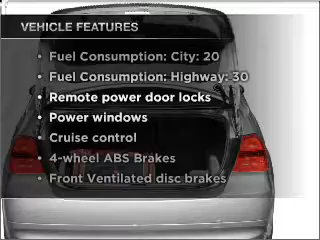 VEHICLE FEATURES
• Fuel Consumption: City: 20
• Fuel Consumption: Highway: 30
• Remote power door locks
• Power windows
• Cruise control
• 4-wheel ABS Brakes
• Front Ventilated disc brakes